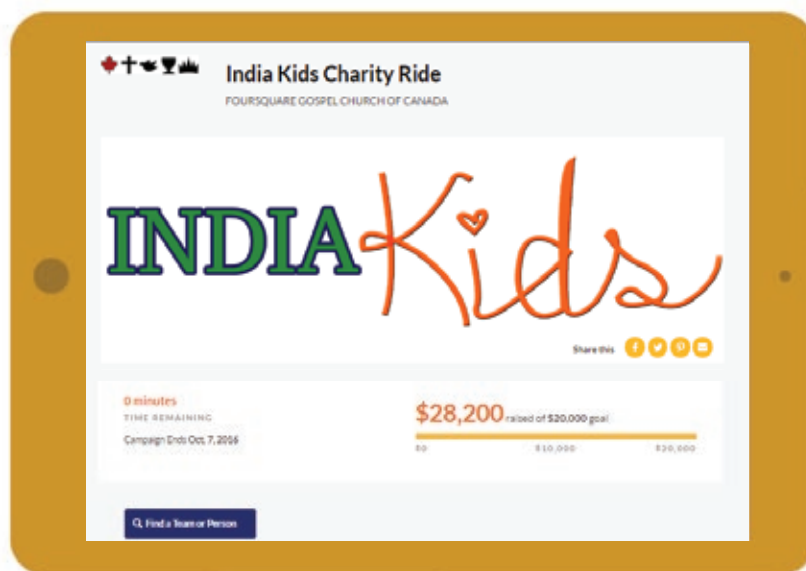 India Kids Charity Ride
FOURSQUARE GOSPEL CHURCH OF CANADA
INDIA Kids
Share this
0 minutes
TIME REMAINING
Campaign Ends Oct. 7, 2016
$28,200 raised of $20,000 goal
$0 $10,000 $20,000
Find a Team or Person